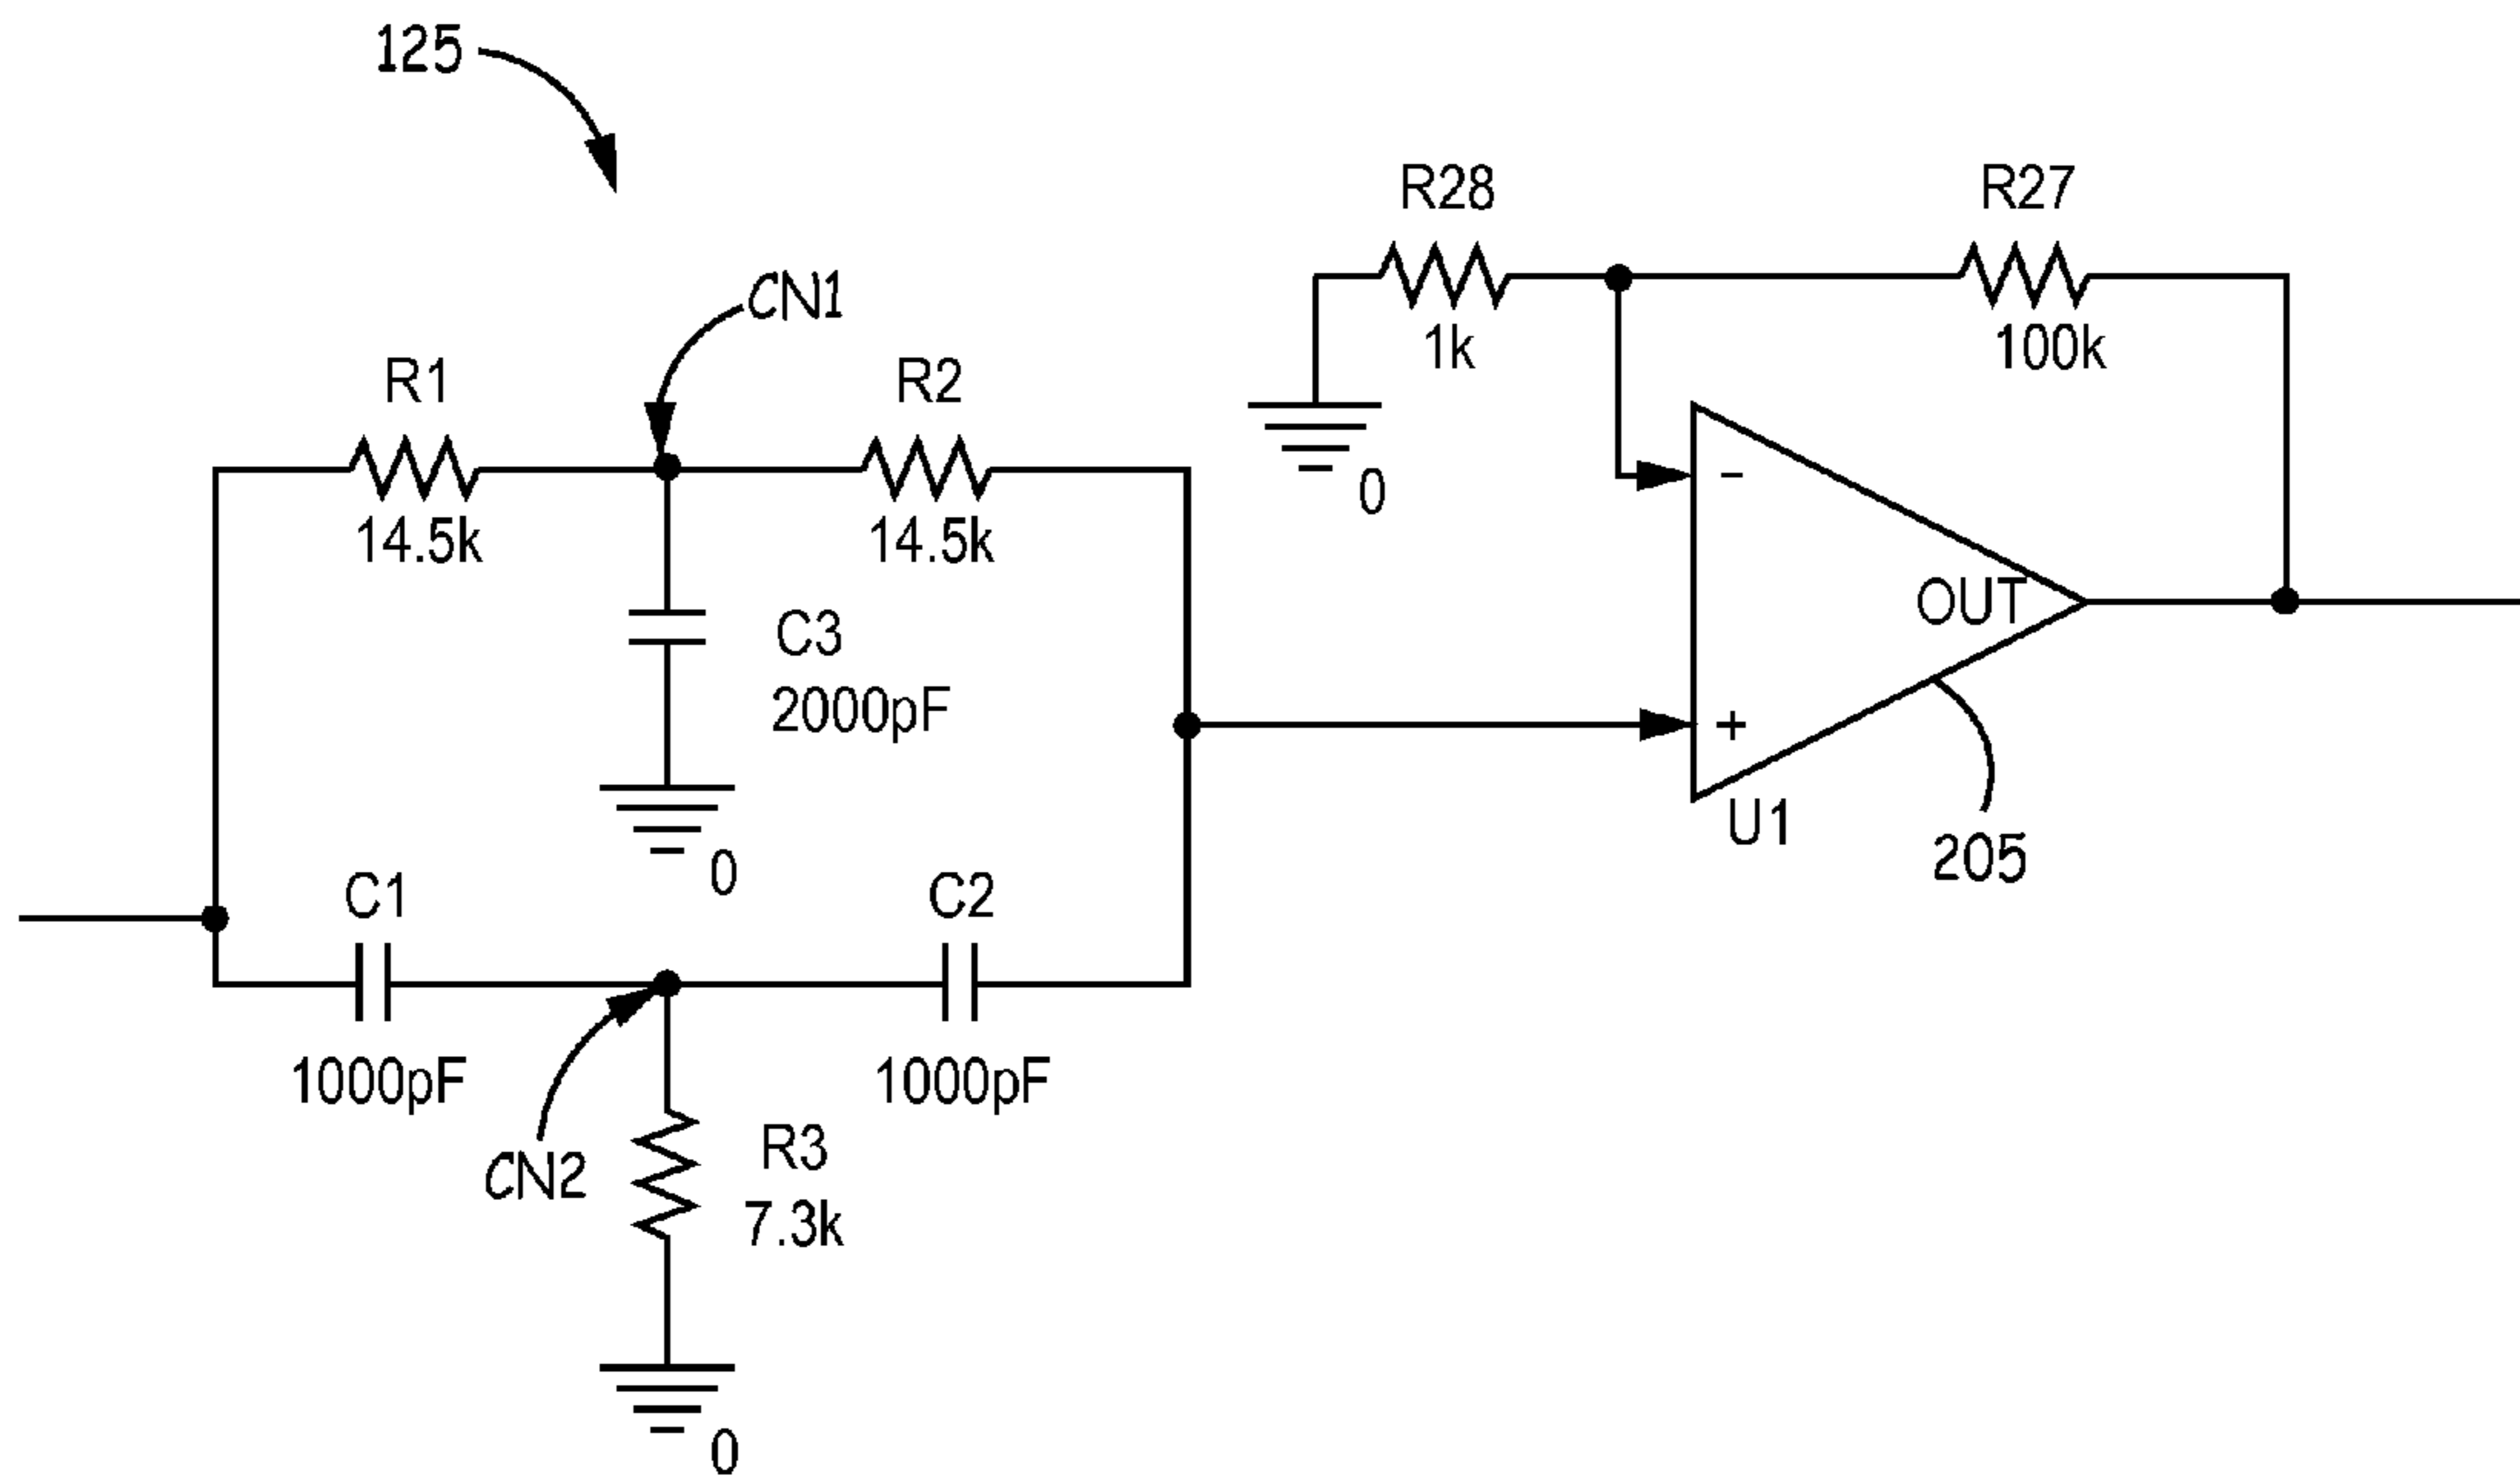 125
R28
R27
1k
100k
CN1
R1
R2
14.5k
14.5k
0
-
OUT
C3
2000pF
+
U1
205
0
C1
C2
1000pF
1000pF
CN2
R3
7.3k
0